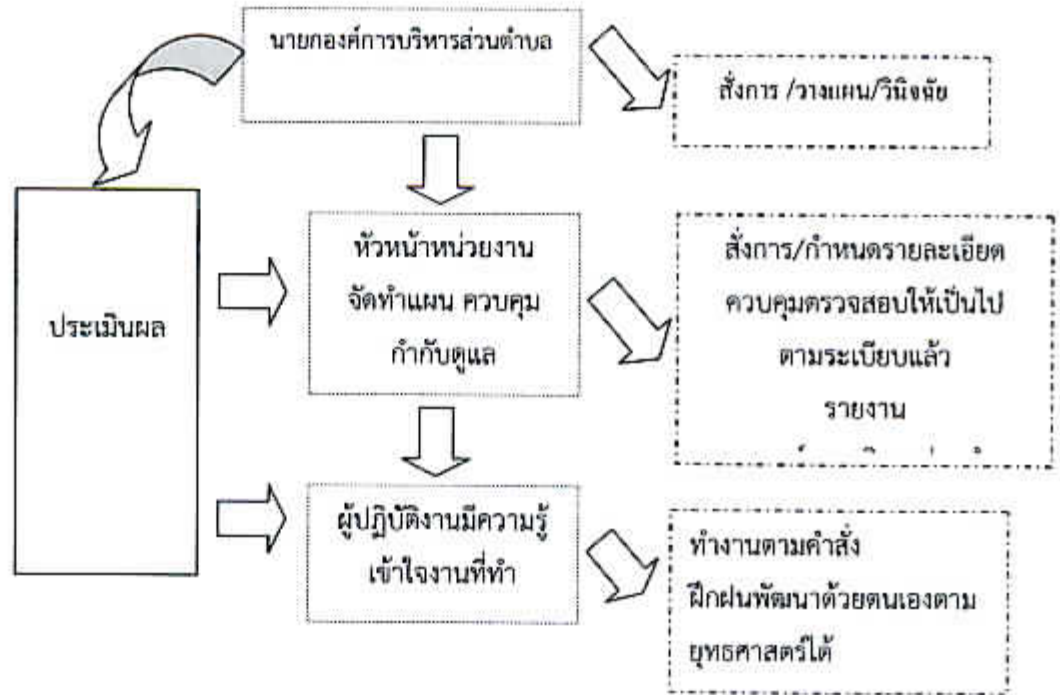 นายกองค์การบริหารส่วนตำบล
สั่งการ /วางแผน/วินิจฉัย
หัวหน้าหน่วยงาน
จัดทำแผน ควบคุม
กำกับดูแล
สั่งการ/กำหนดรายละเอียด
ควบคุมตรวจสอบให้เป็นไป
ตามระเบียบแล้ว
รายงาน
ประเมินผล
ผู้ปฏิบัติงานมีความรู้
เข้าใจงานที่ทำ
ทำงานตามคำสั่ง
ฝึกฝนพัฒนาด้วยตนเองตาม
ยุทธศาสตร์ได้